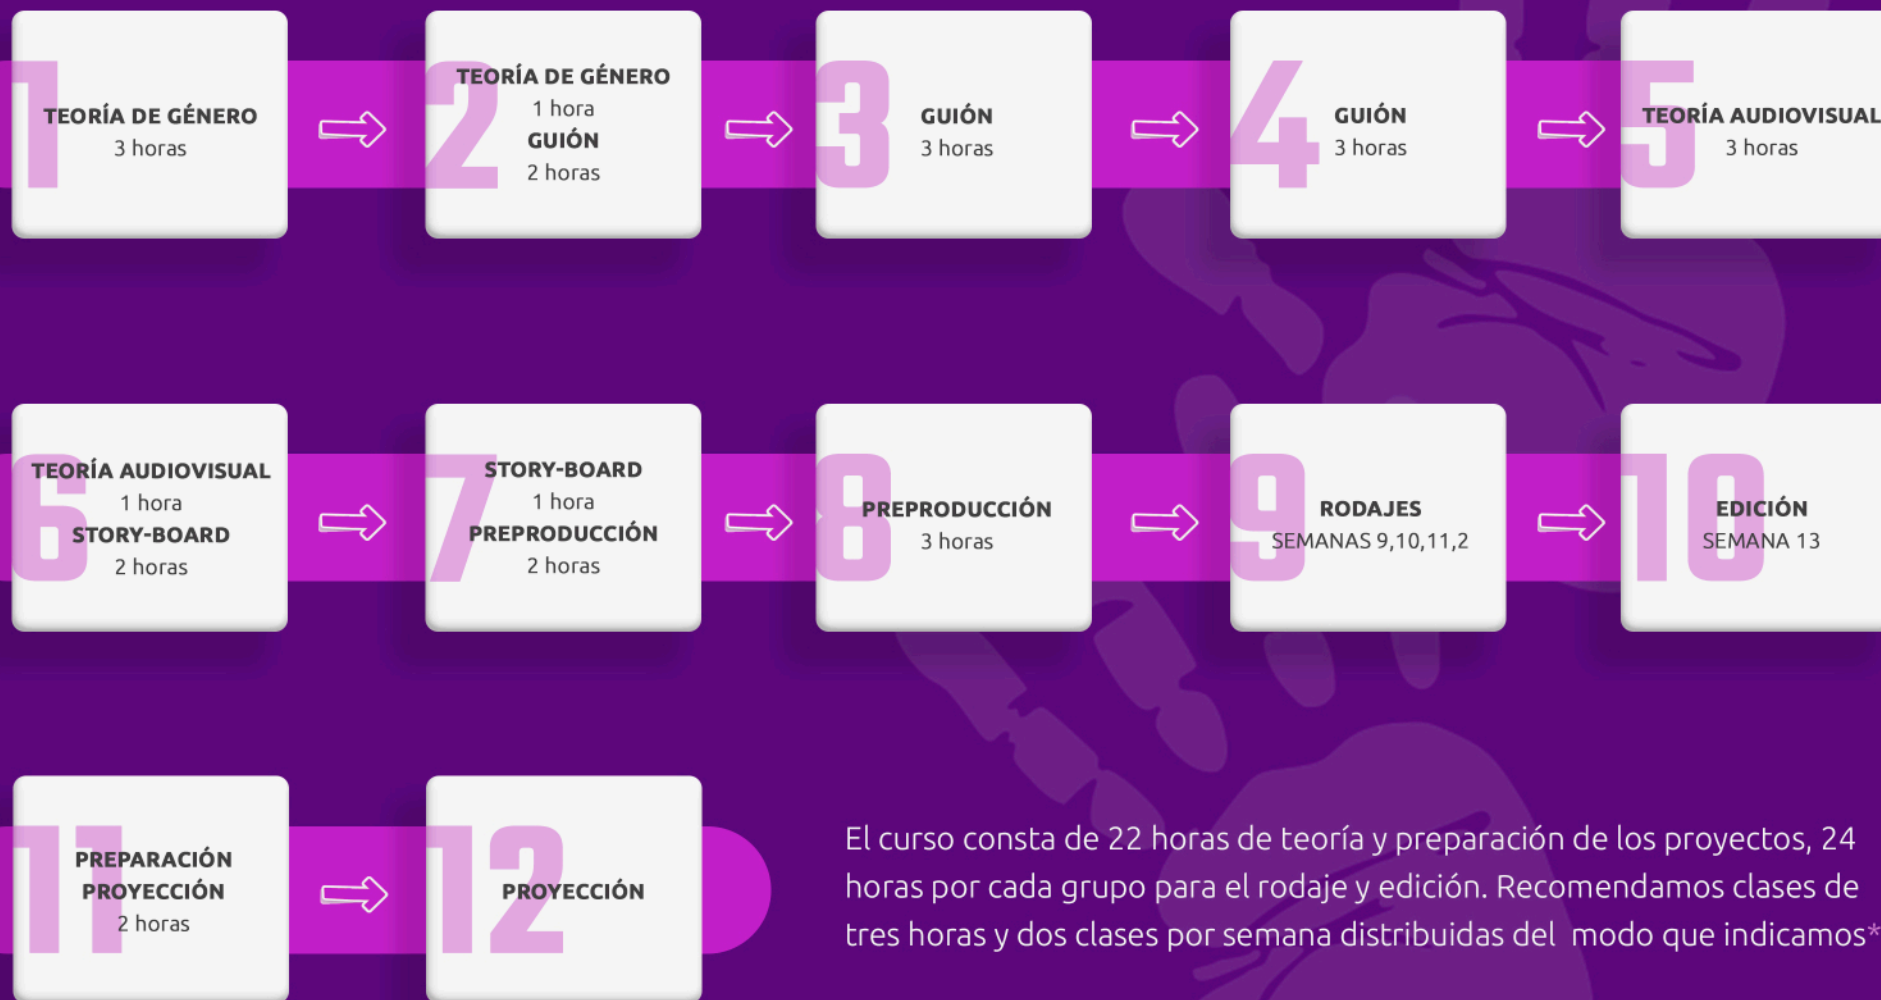 1
TEORÍA DE GÉNERO
3 horas
2
TEORÍA DE GÉNERO
1 hora
GUIÓN
2 horas
3
GUIÓN
3 horas
4
GUIÓN
3 horas
5
TEORÍA AUDIOVISUAL
3 horas
6
TEORÍA AUDIOVISUAL
1 hora
STORY-BOARD
2 horas
7
STORY-BOARD
1 hora
PREPRODUCCIÓN
2 horas
8
PREPRODUCCIÓN
3 horas
9
RODAJES
SEMANAS 9,10,11,2
10
EDICIÓN
SEMANA 13
11
PREPARACIÓN
PROYECCIÓN
2 horas
12
PROYECCIÓN
El curso consta de 22 horas de teoría y preparación de los proyectos, 24
horas por cada grupo para el rodaje y edición. Recomendamos clases de
tres horas y dos clases por semana distribuidas del modo que indicamos*